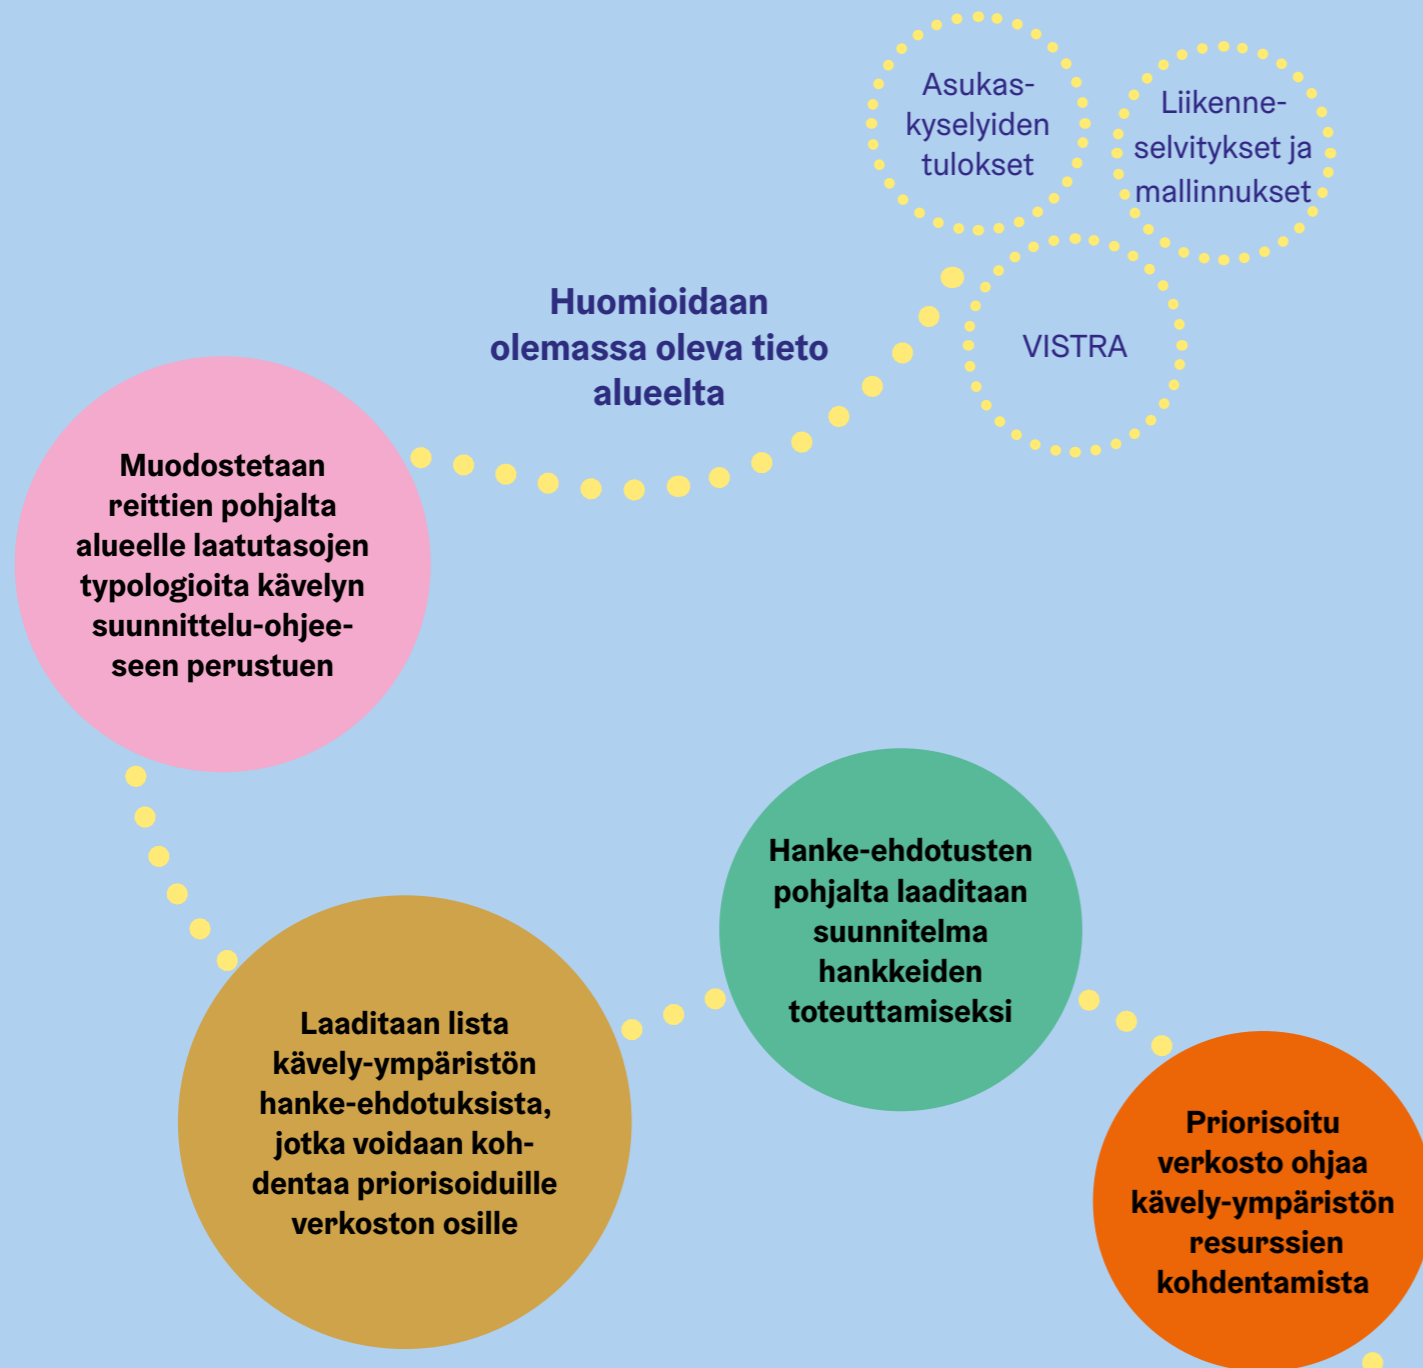 Asukas-
kyselyiden
tulokset
Liikenne-
selvitykset ja
mallinnukset
VISTRA
Huomioidaan
olemassa oleva tieto
alueelta
Muodostetaan
reittien pohjalta
alueelle laatutasojen
typologioita kävelyn
suunnittelu-ohjee-
seen perustuen
Laaditaan lista
kävely-ympäristön
hanke-ehdotuksista,
jotka voidaan koh-
dentaa priorisoiduille
verkoston osille
Hanke-ehdotusten
pohjalta laaditaan
suunnitelma
hankkeiden
toteuttamiseksi
Priorisoitu
verkosto ohjaa
kävely-ympäristön
resurssien
kohdentamista